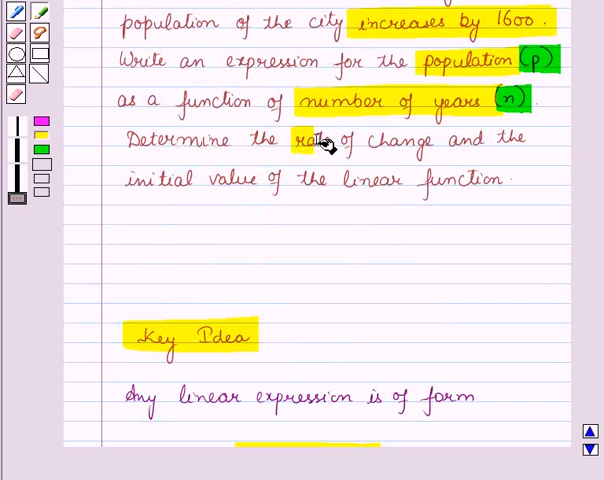 population of the city increases by 1600.
Write an expression for the population (p)
as a function of number of years (n).
Determine the rate of change and the
initial value of the linear function.
Key Idea
Any linear expression is of form